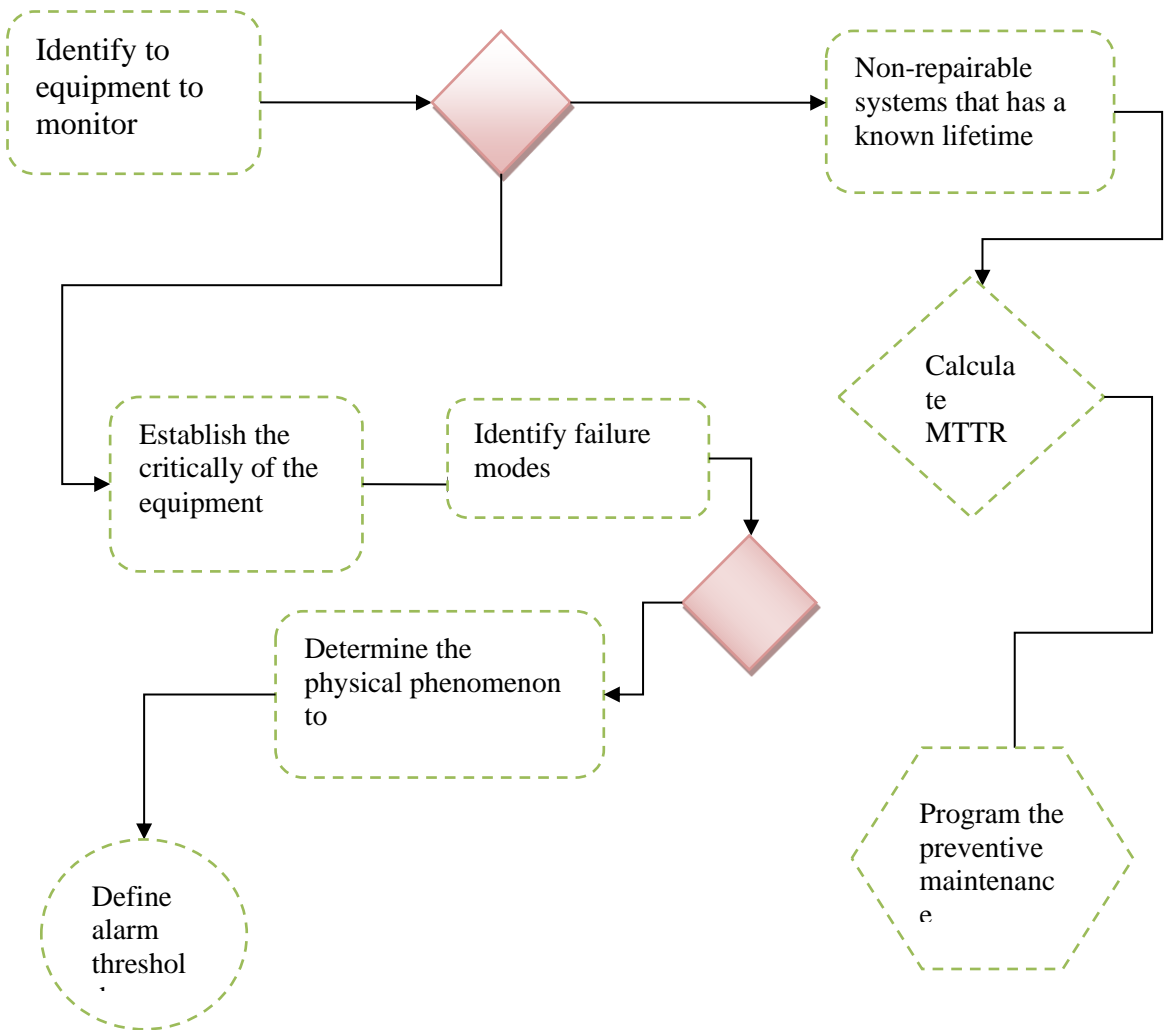 Identify to
equipment to
monitor
Non-repairable
systems that has a
known lifetime
Calcula
te
MTTR
Establish the
critically of the
equipment
Identify failure
modes
Determine the
physical phenomenon
to
Program the
preventive
maintenanc
e
Define
alarm
threshol